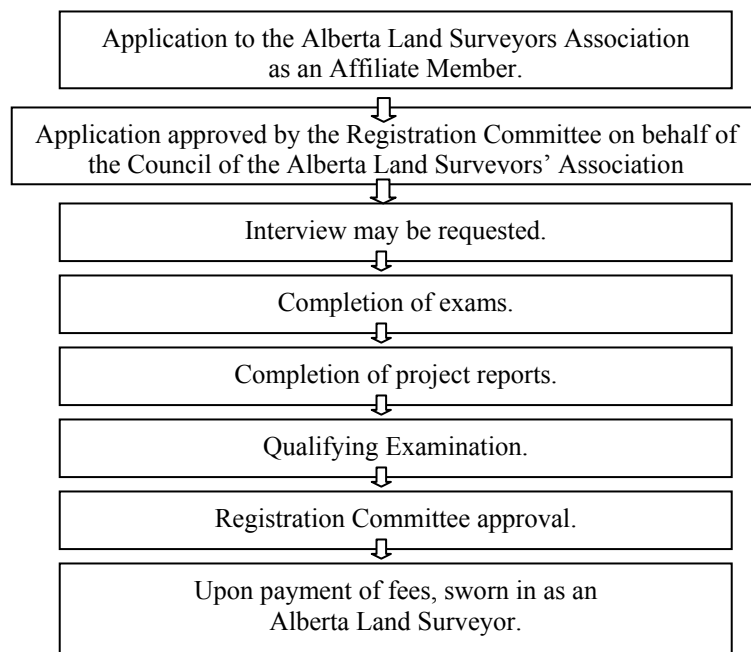 Application to the Alberta Land Surveyors Association
as an Affiliate Member.
Application approved by the Registration Committee on behalf of
the Council of the Alberta Land Surveyors’ Association
Interview may be requested.
Completion of exams.
Completion of project reports.
Qualifying Examination.
Registration Committee approval.
Upon payment of fees, sworn in as an
Alberta Land Surveyor.